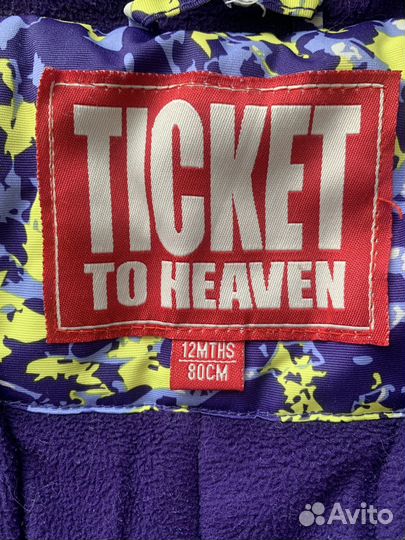 TICKET
TO HEAVEN
12MTHS
80CM
Avito